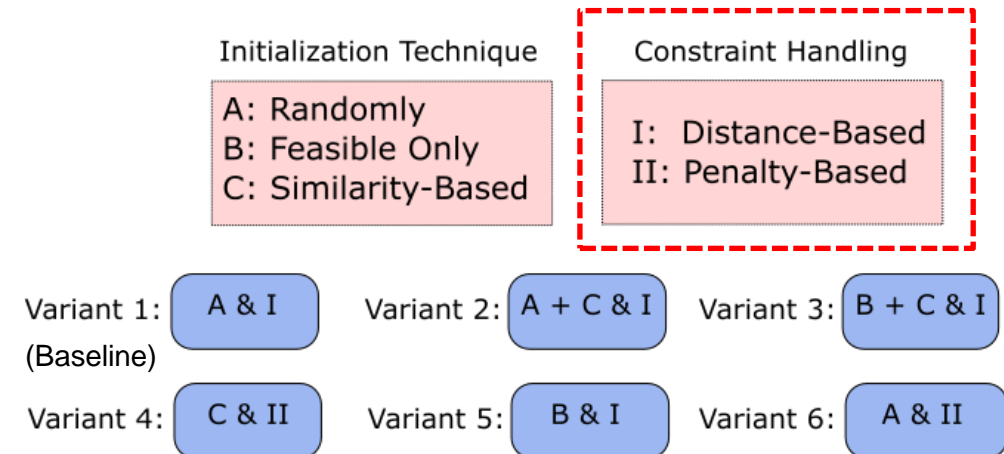 Initialization Technique
Constraint Handling
A: Randomly
B: Feasible Only
C: Similarity-Based
I: Distance-Based
II: Penalty-Based
Variant 1: A & I
(Baseline)
Variant 2: A + C & I
Variant 3: B + C & I
Variant 4: C & II
Variant 5: B & I
Variant 6: A & II